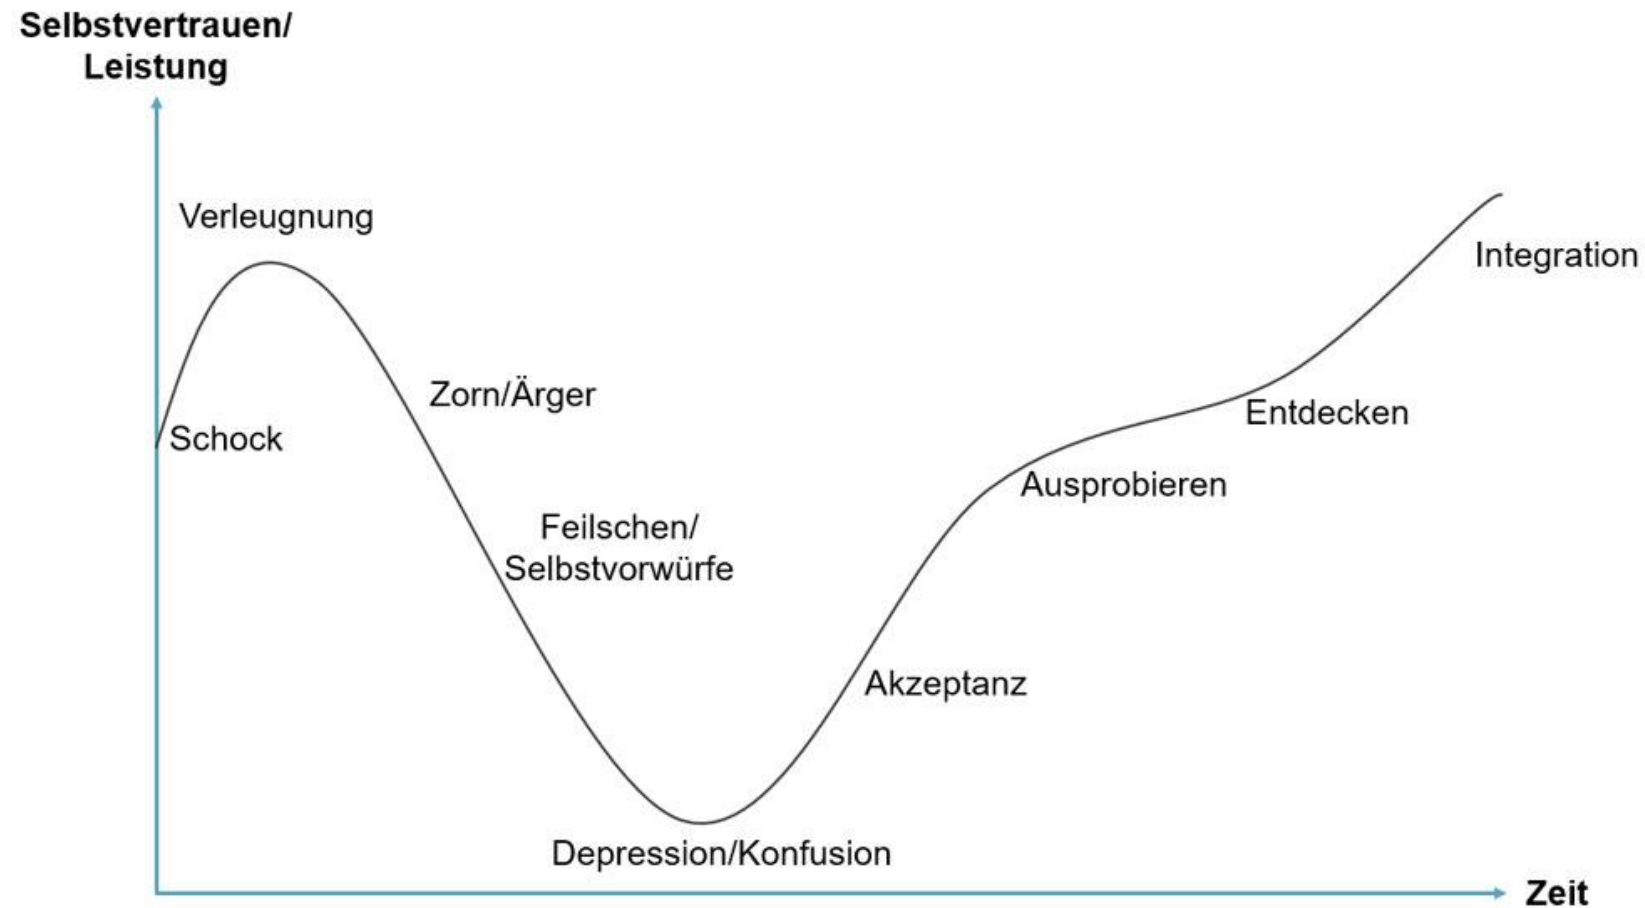 Selbstvertrauen/
Leistung
Verleugnung
Schock
Zorn/Ärger
Feilschen/
Selbstvorwürfe
Depression/Konfusion
Akzeptanz
Ausprobieren
Entdecken
Integration
Zeit